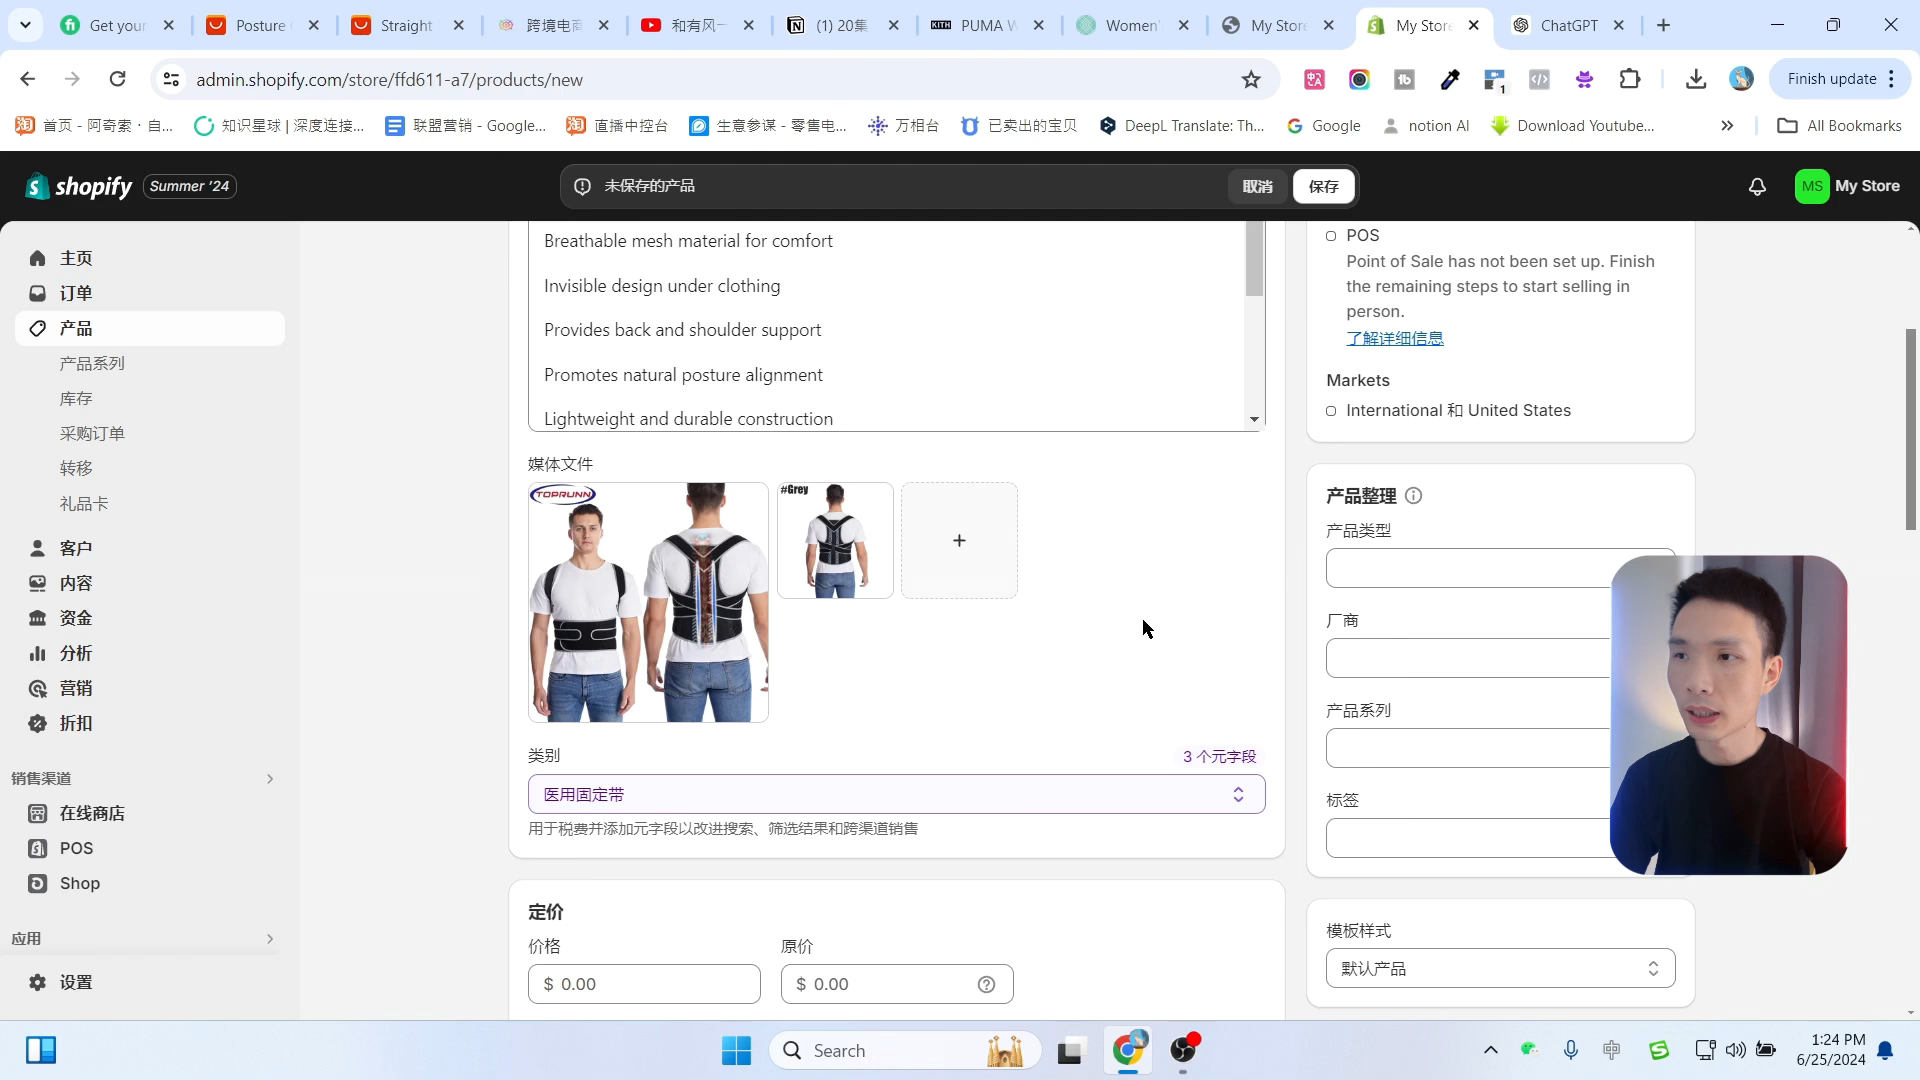 Get your
Posture
Straight
跨境电商
和有风一
(1) 20集
KITH
PUMA
Women'
My Store
My Store
ChatGPT
admin.shopify.com/store/ffd611-a7/products/new
Finish update
首页 - 阿奇索 · 自...
知识星球 | 深度连接...
联盟营销 - Google...
直播中控台
生意参谋 - 零售电...
万相台
已卖出的宝贝
DeepL Translate: Th...
Google
notion AI
Download Youtube...
All Bookmarks
shopify
Summer '24
未保存的产品
取消
保存
MS
My Store
主页
订单
产品
产品系列
库存
采购订单
转移
礼品卡
客户
内容
资金
分析
营销
折扣
销售渠道
在线商店
POS
Shop
应用
设置
Breathable mesh material for comfort
Invisible design under clothing
Provides back and shoulder support
Promotes natural posture alignment
Lightweight and durable construction
媒体文件
TOPRUNN
#Grey
类别
3 个元字段
医用固定带
用于税费并添加元字段以改进搜索、筛选结果和跨渠道销售
定价
价格
原价
$ 0.00
$ 0.00
POS
Point of Sale has not been set up. Finish
the remaining steps to start selling in
person.
了解详细信息
Markets
International 和 United States
产品整理
产品类型
厂商
产品系列
标签
模板样式
默认产品
Search
中
1:24 PM
6/25/2024